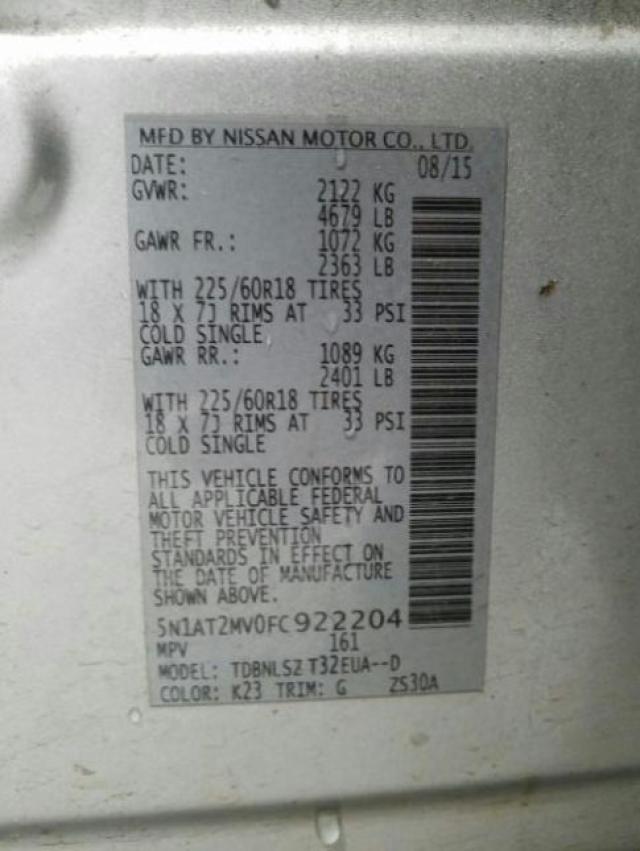 MFD BY NISSAN MOTOR CO., LTD.
DATE: 08/15
GVWR: 2122 KG
4679 LB
GAWR FR.: 1072 KG
2363 LB
WITH 225/60R18 TIRES
18 X 7J RIMS AT 33 PSI
COLD SINGLE
GAWR RR.: 1089 KG
2401 LB
WITH 225/60R18 TIRES
18 X 7J RIMS AT 33 PSI
COLD SINGLE
THIS VEHICLE CONFORMS TO
ALL APPLICABLE FEDERAL
MOTOR VEHICLE SAFETY AND
THEFT PREVENTION
STANDARDS IN EFFECT ON
THE DATE OF MANUFACTURE
SHOWN ABOVE.
5N1AT2MV0FC922204
MPV 161
MODEL: TDBNLSZ T32EUA--D
COLOR: K23 TRIM: G ZS30A